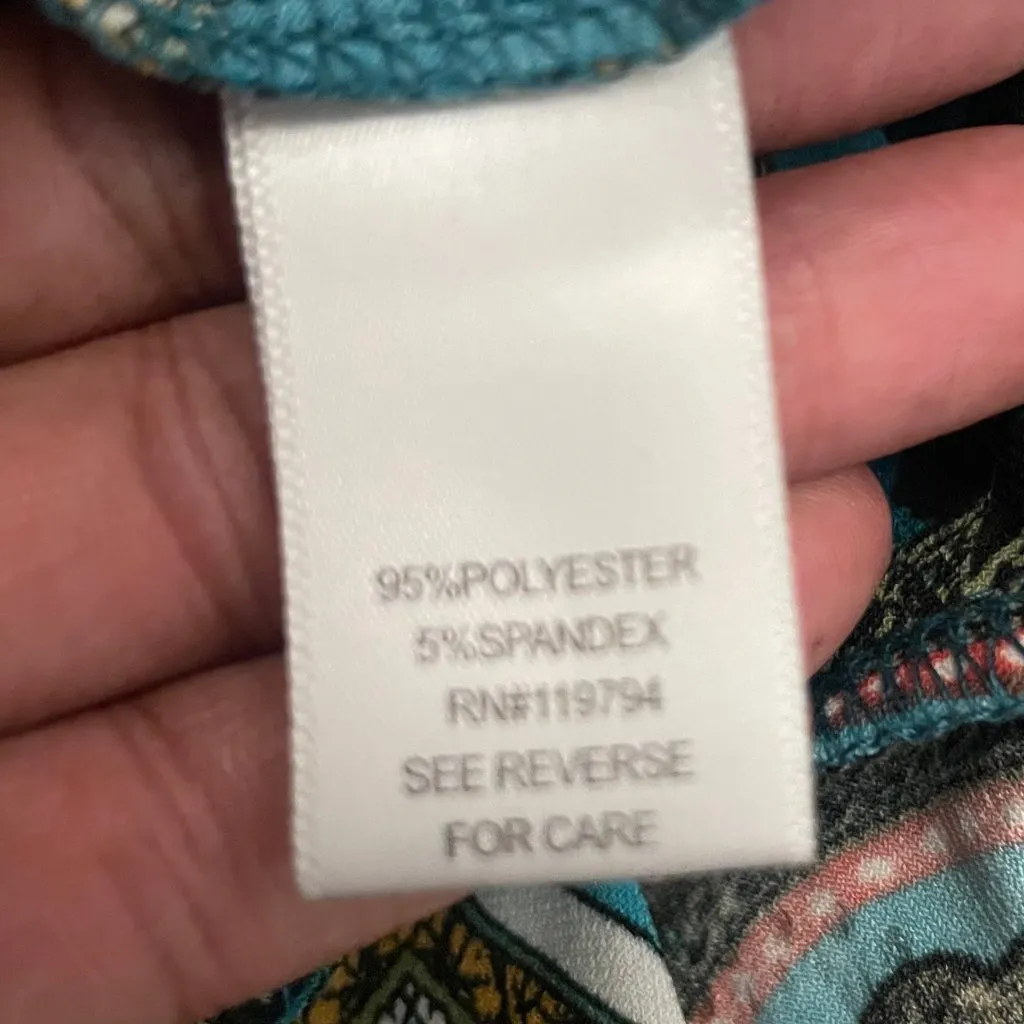 95%POLYESTER
5%SPANDEX
RN#119794
SEE REVERSE
FOR CARE